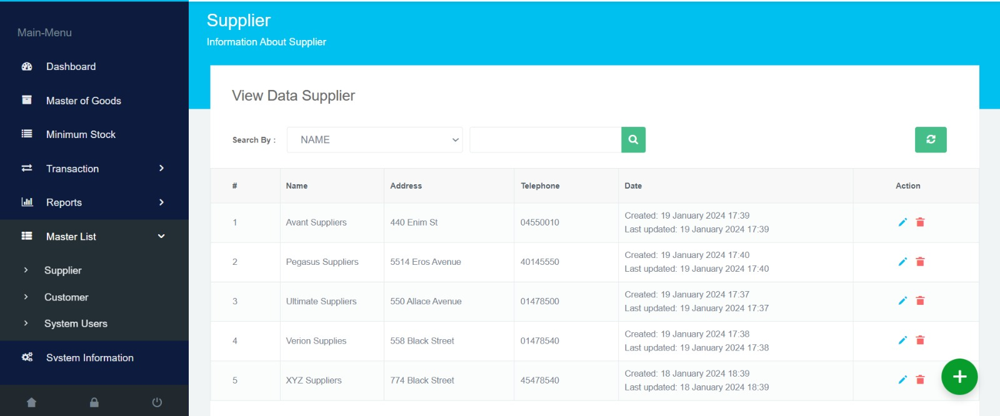 Main-Menu
Dashboard
Master of Goods
Minimum Stock
Transaction
Reports
Master List
Supplier
Customer
System Users
System Information
Supplier
Information About Supplier
View Data Supplier
Search By : NAME
# Name Address Telephone Date Action
1 Avant Suppliers 440 Enim St 04550010 Created: 19 January 2024 17:39
Last updated: 19 January 2024 17:39
2 Pegasus Suppliers 5514 Eros Avenue 40145550 Created: 19 January 2024 17:40
Last updated: 19 January 2024 17:40
3 Ultimate Suppliers 550 Allace Avenue 01478500 Created: 19 January 2024 17:37
Last updated: 19 January 2024 17:37
4 Verion Supplies 558 Black Street 01478540 Created: 19 January 2024 17:38
Last updated: 19 January 2024 17:38
5 XYZ Suppliers 774 Black Street 45478540 Created: 18 January 2024 18:39
Last updated: 18 January 2024 18:39